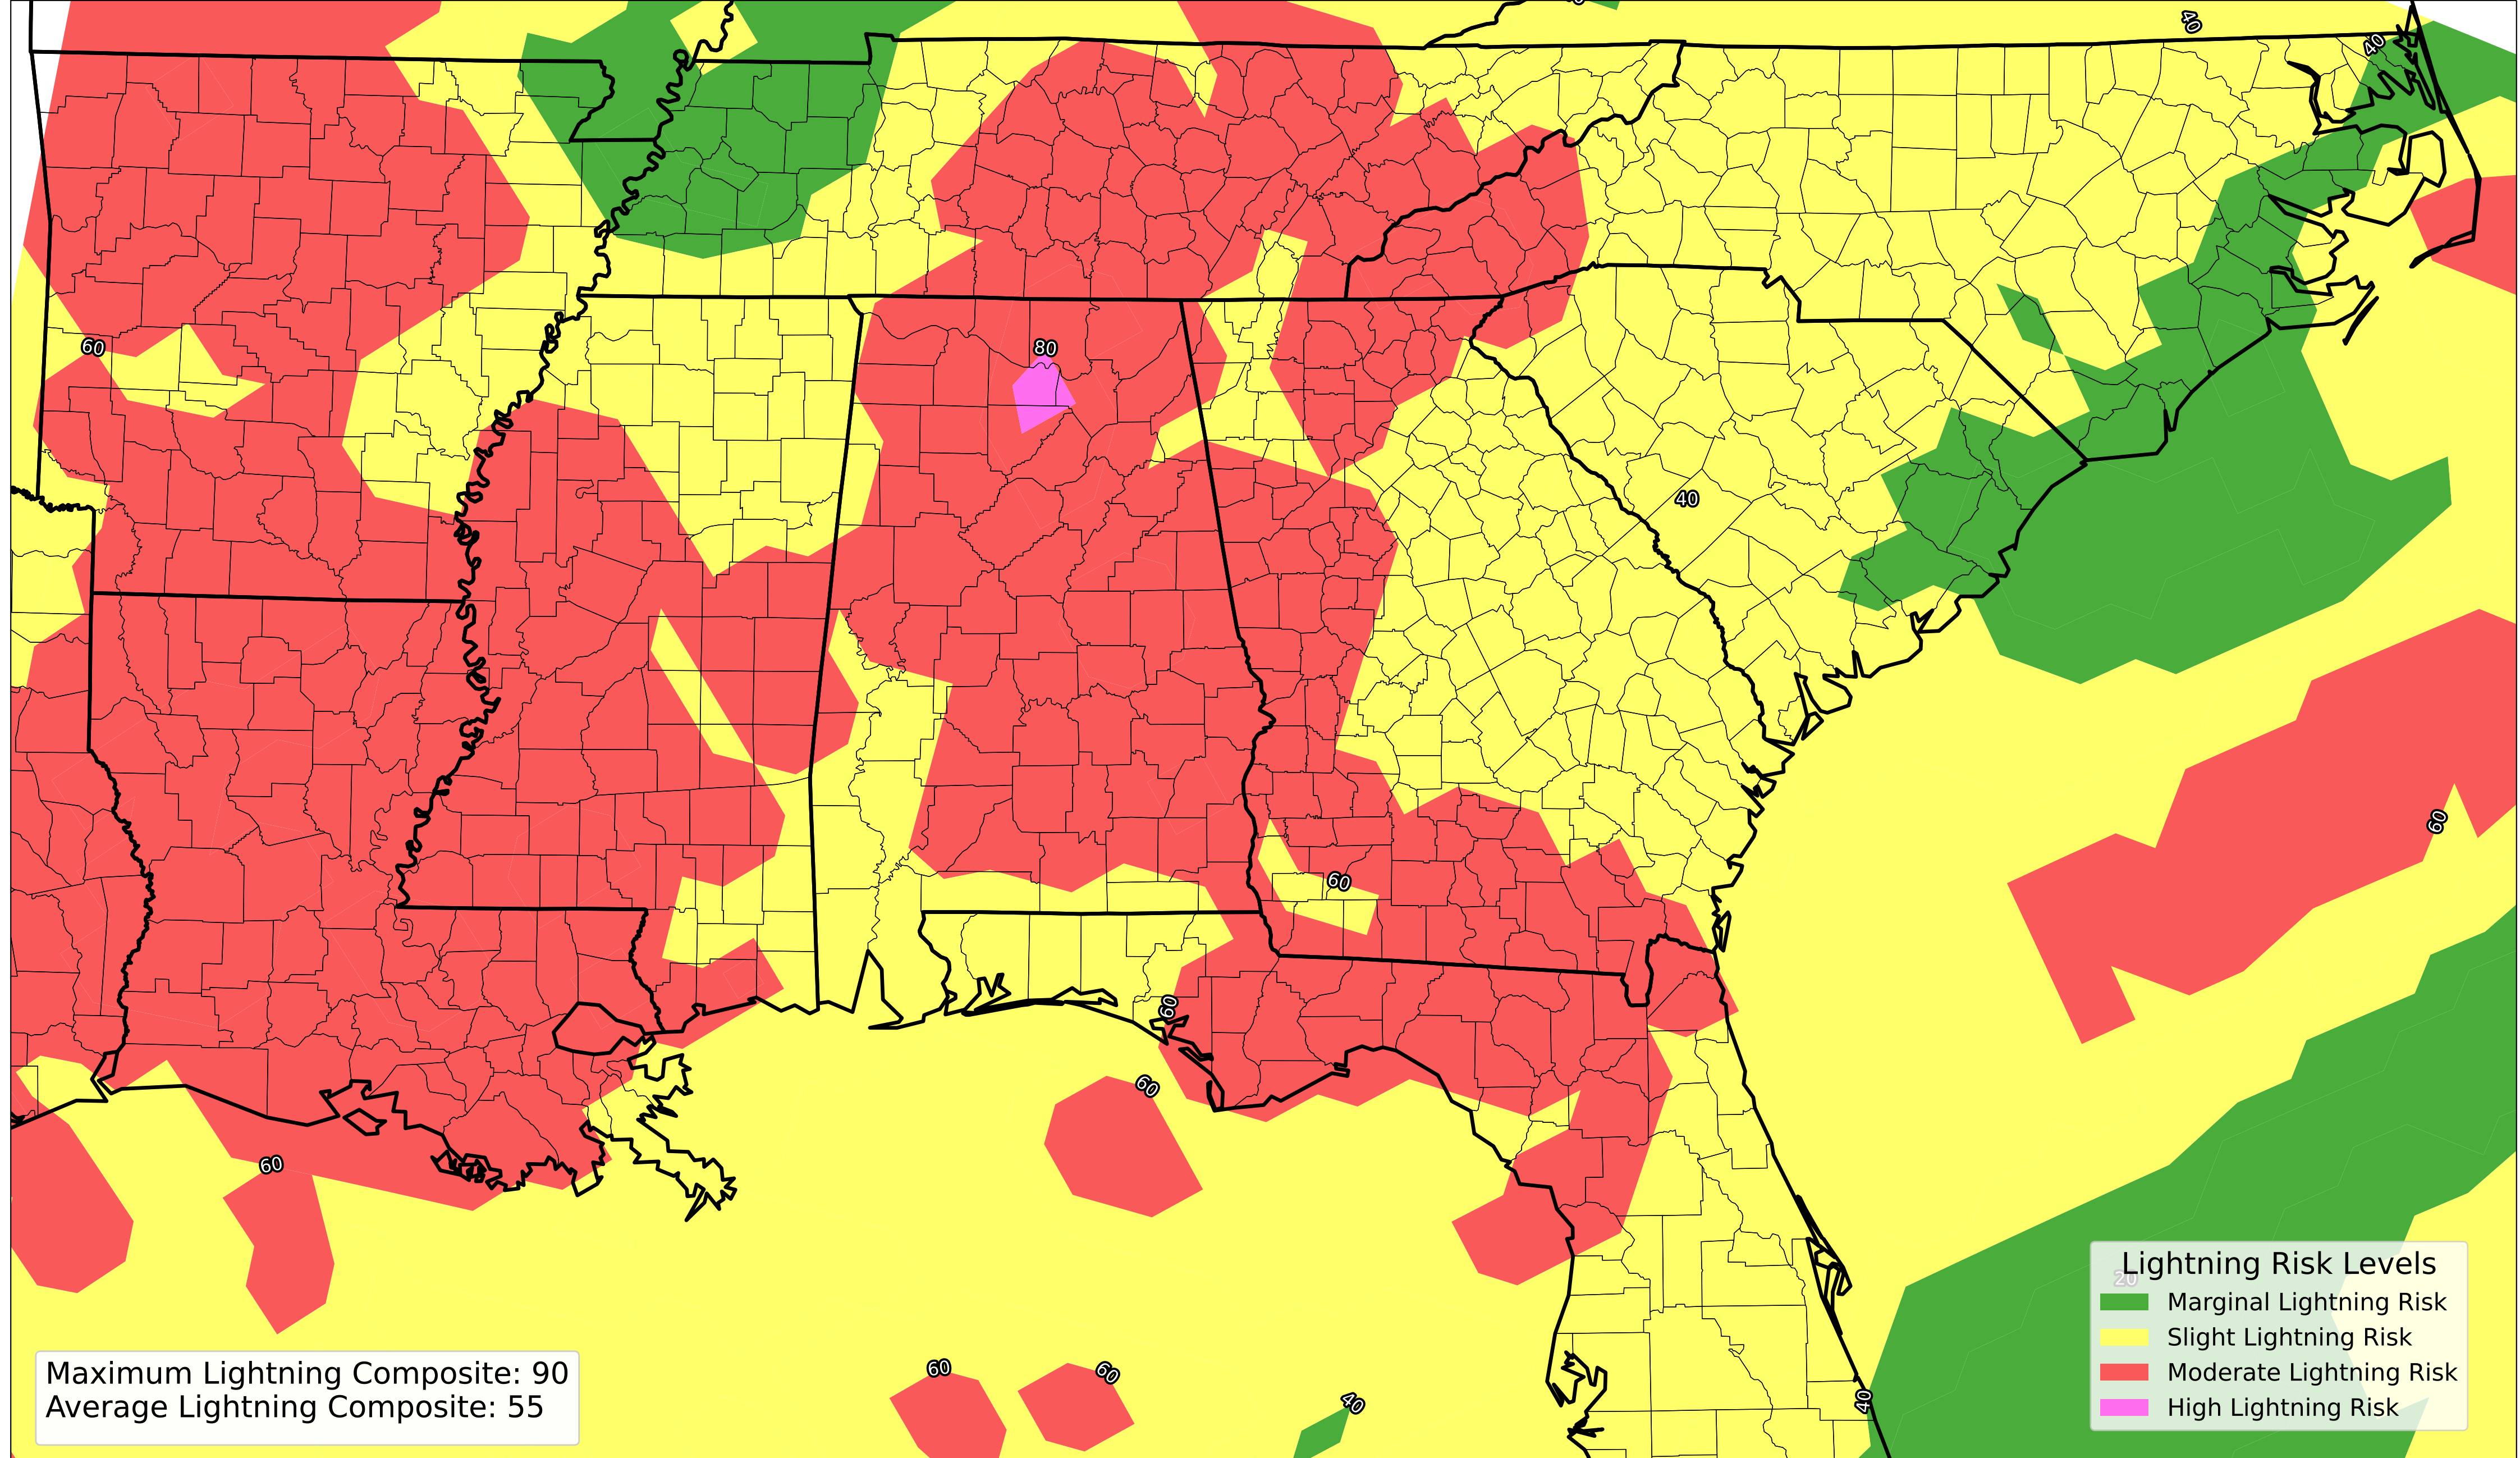 40
40
60
80
40
60
60
60
60
60
60
60
40
40
20
Lightning Risk Levels
Marginal Lightning Risk
Slight Lightning Risk
Moderate Lightning Risk
High Lightning Risk
Maximum Lightning Composite: 90
Average Lightning Composite: 55